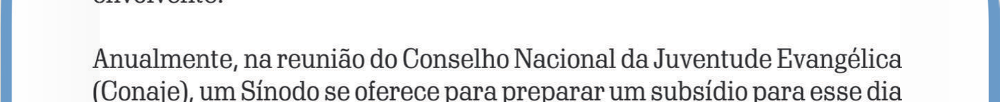 envolvente.
Anualmente, na reunião do Conselho Nacional da Juventude Evangélica
(Conaje), um Sínodo se oferece para preparar um subsídio para esse dia